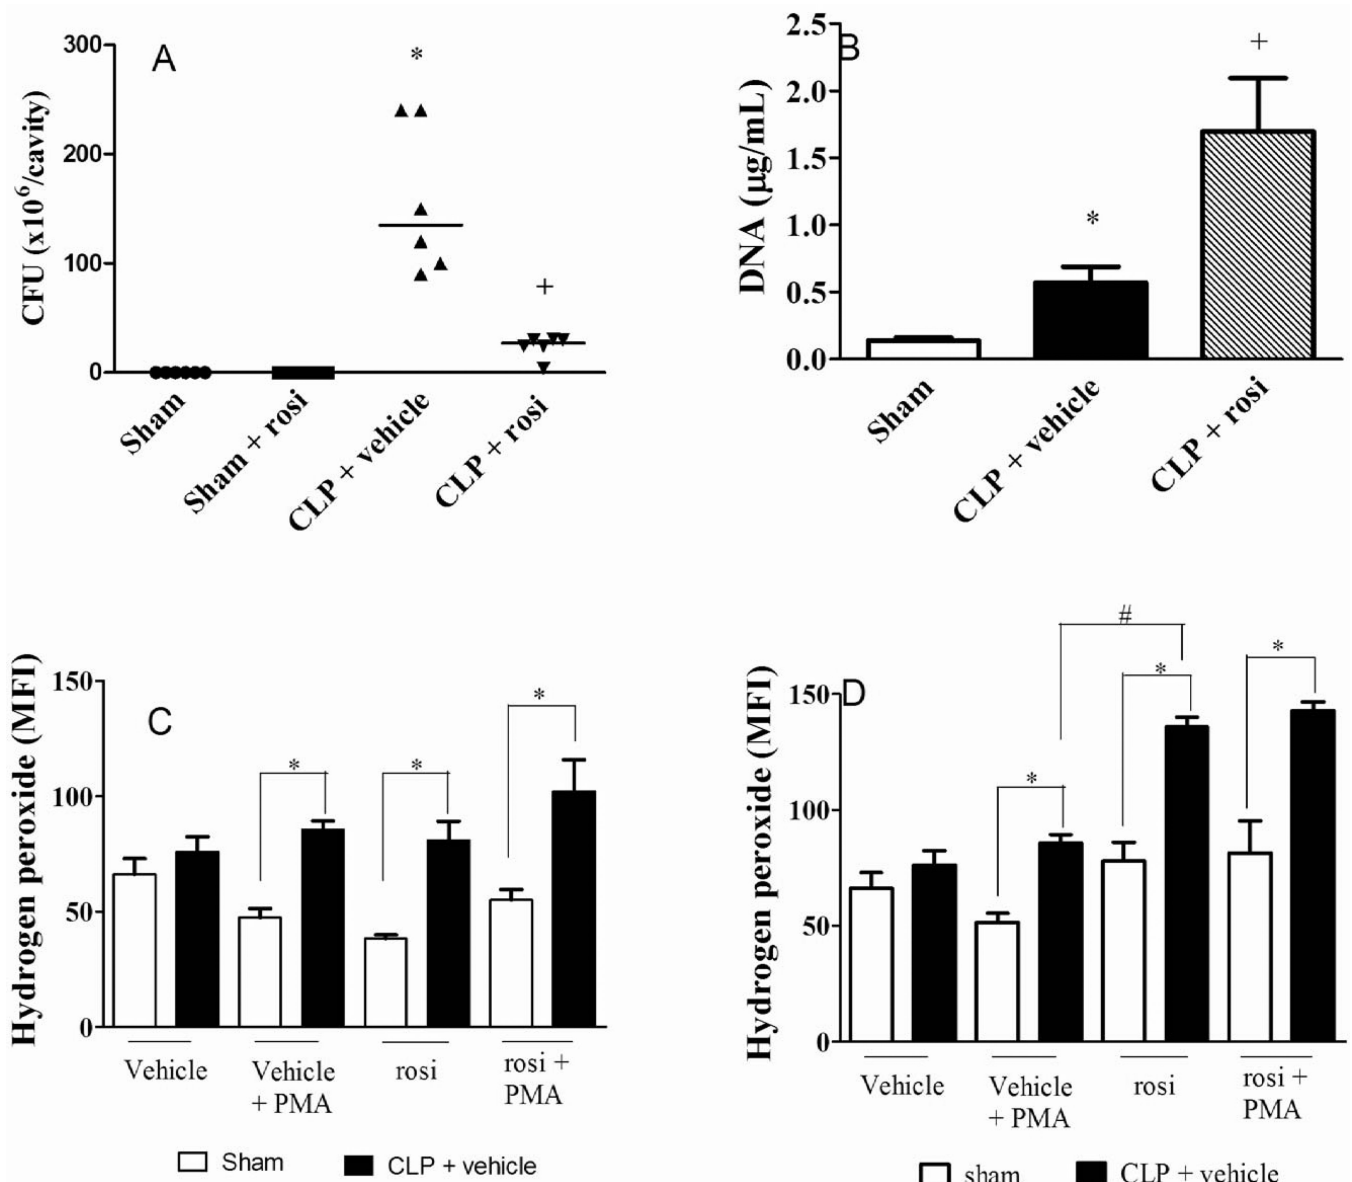 A
CFU (x10⁶/cavity)
300
200
100
0
*
+
Sham
Sham + rosi
CLP + vehicle
CLP + rosi
B
DNA (µg/mL)
2.5
2.0
1.5
1.0
0.5
0.0
*
+
Sham
CLP + vehicle
CLP + rosi
C
Hydrogen peroxide (MFI)
150
100
50
0
*
*
*
Vehicle
Vehicle
+ PMA
rosi
rosi +
PMA
Sham
CLP + vehicle
D
Hydrogen peroxide (MFI)
150
100
50
0
#
*
*
*
Vehicle
Vehicle
+ PMA
rosi
rosi +
PMA
sham
CLP + vehicle